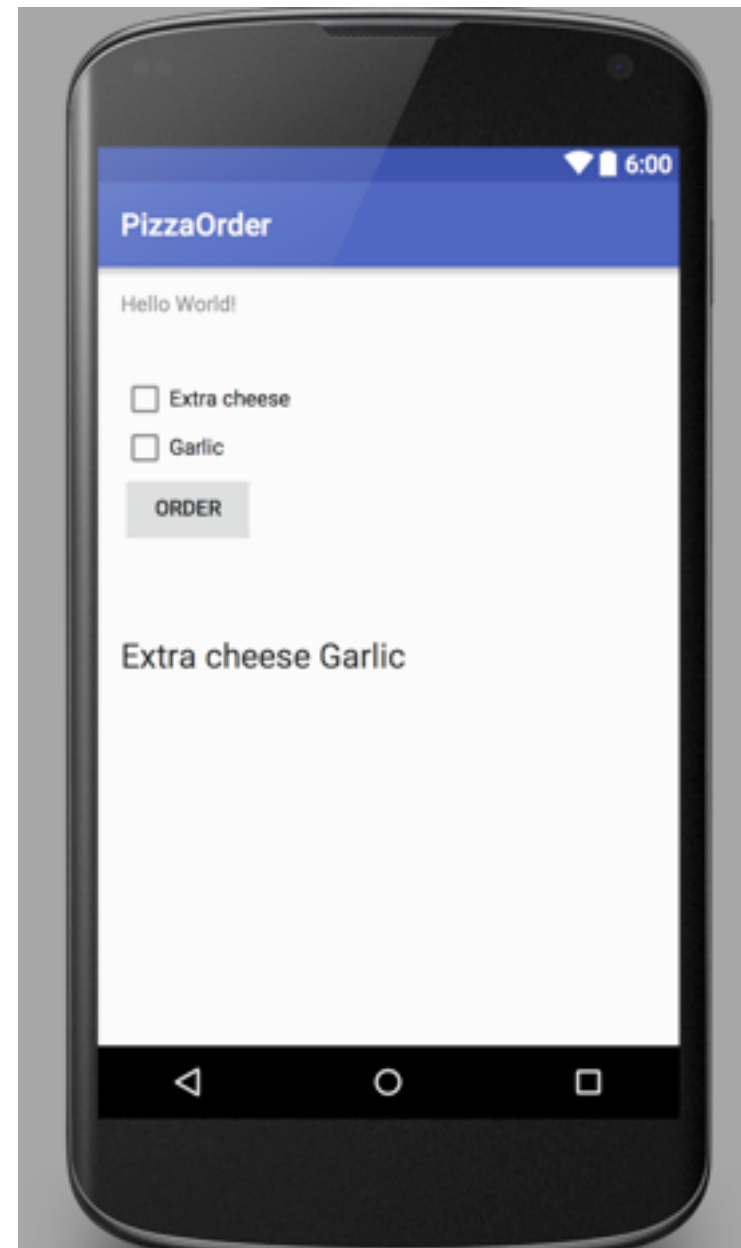 6:00
PizzaOrder
Hello World!
Extra cheese
Garlic
ORDER
Extra cheese Garlic